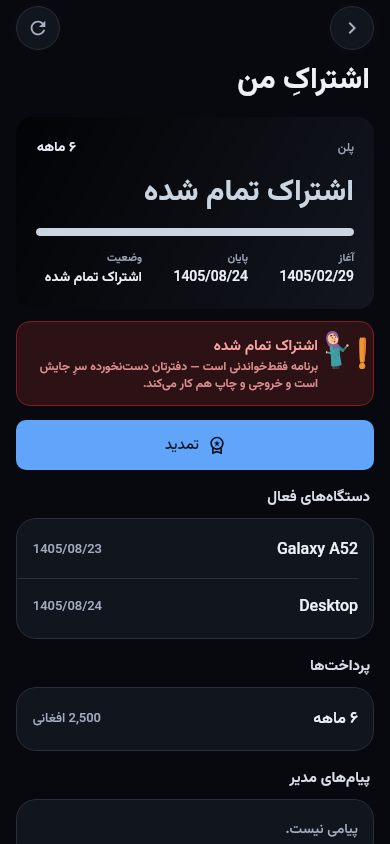 اشتراکِ من
پلن
۶ ماهه
اشتراک تمام شده
آغاز
پایان
وضعیت
1405/02/29
1405/08/24
اشتراک تمام شده
اشتراک تمام شده
برنامه فقط‌خواندنی است — دفترتان دست‌نخورده سرِ جایش
است و خروجی و چاپ هم کار می‌کند.
تمدید
دستگاه‌های فعال
Galaxy A52
1405/08/23
Desktop
1405/08/24
پرداخت‌ها
۶ ماهه
2,500 افغانی
پیام‌های مدیر
پیامی نیست.